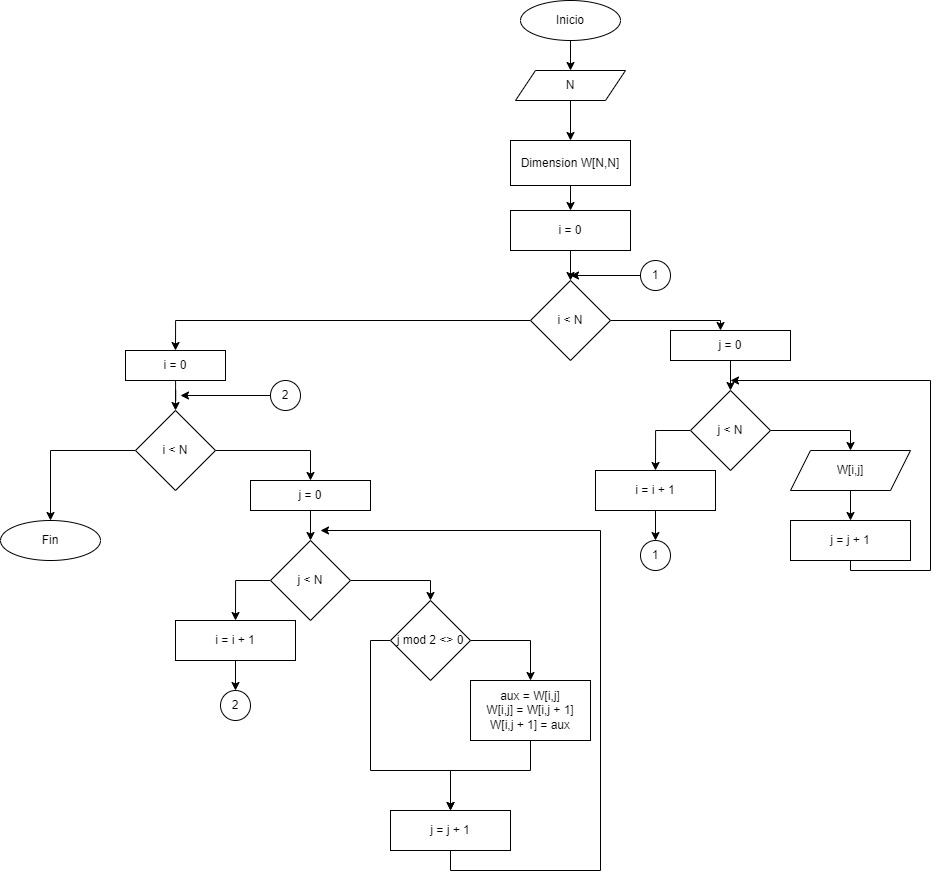 Inicio
N
Dimension W[N,N]
i = 0
1
i < N
i = 0
j = 0
2
j < N
i < N
W[i,j]
i = i + 1
j = 0
j = j + 1
Fin
1
j < N
i = i + 1
j mod 2 <> 0
aux = W[i,j]
W[i,j] = W[i,j + 1]
W[i,j + 1] = aux
2
j = j + 1